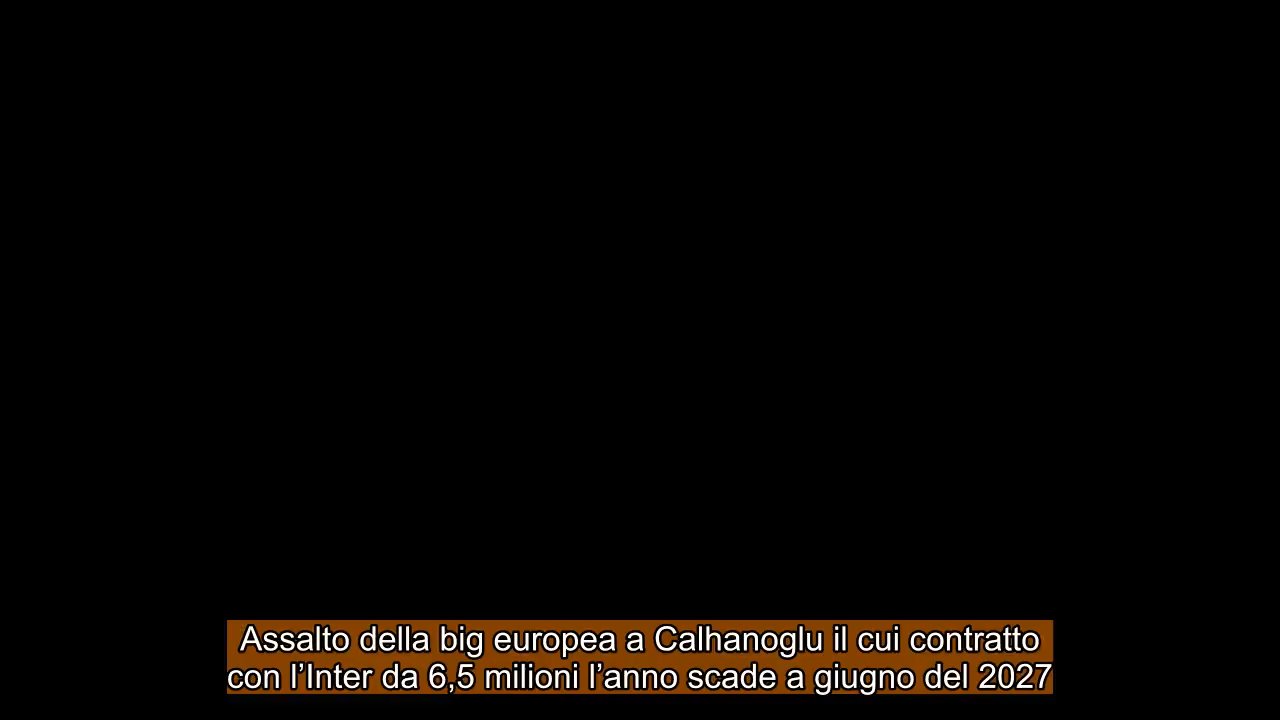 Assalto della big europea a Calhanoglu il cui contratto
con l’Inter da 6,5 milioni l’anno scade a giugno del 2027